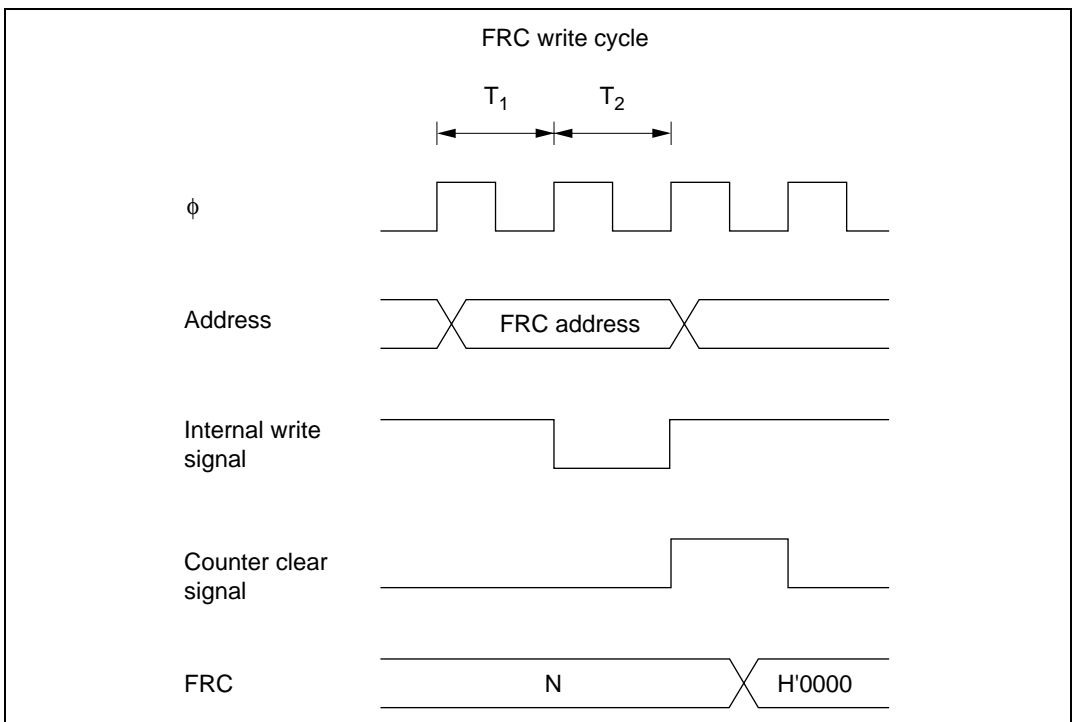 FRC write cycle
T1 T2
φ
Address
FRC address
Internal write
signal
Counter clear
signal
FRC
N
H'0000